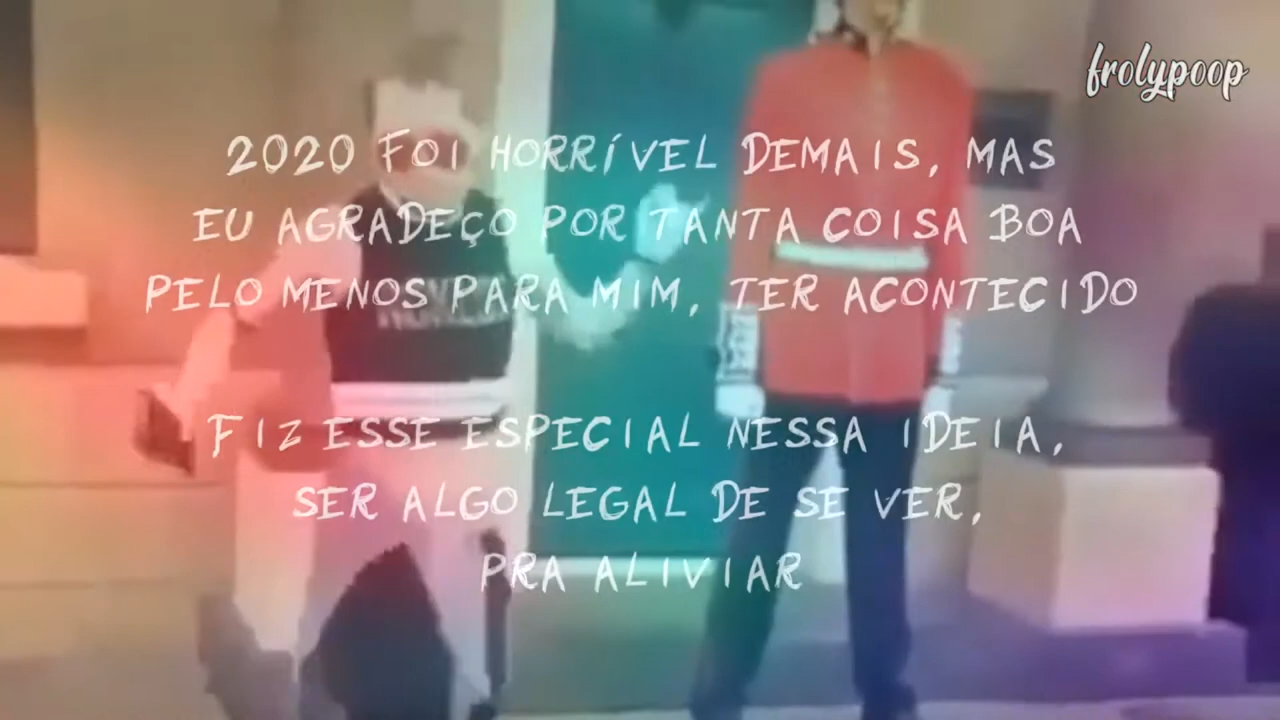 frolypoop
2020 FOI HORRÍVEL DEMAIS, MAS
EU AGRADEÇO POR TANTA COISA BOA
PELO MENOS PARA MIM, TER ACONTECIDO
FIZ ESSE ESPECIAL NESSA IDEIA,
SER ALGO LEGAL DE SE VER,
PRA ALIVIAR